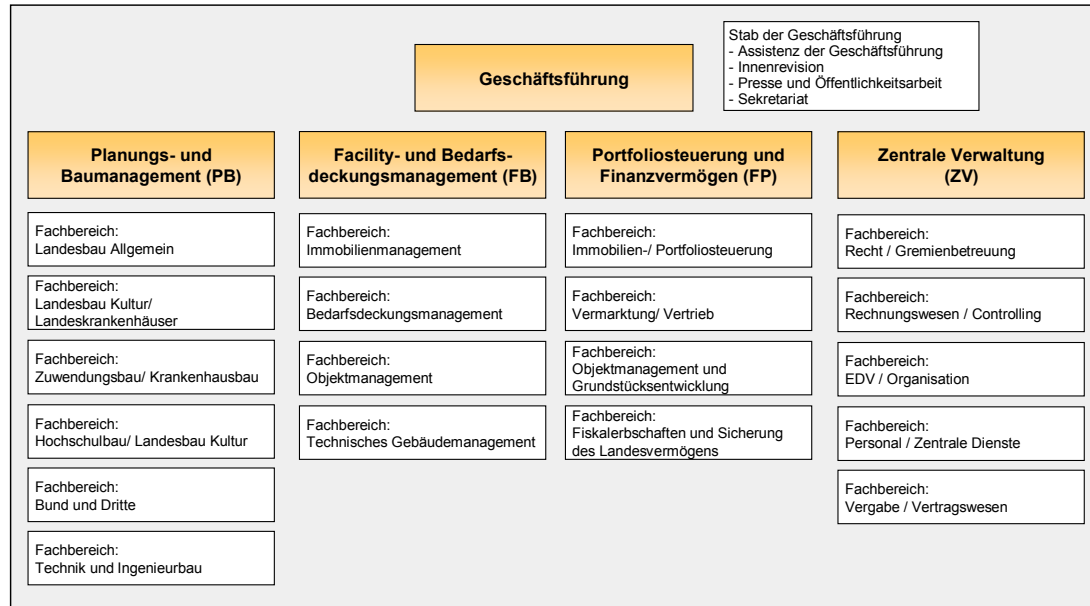 Geschäftsführung
Stab der Geschäftsführung
- Assistenz der Geschäftsführung
- Innenrevision
- Presse und Öffentlichkeitsarbeit
- Sekretariat
Planungs- und
Baumanagement (PB)
Fachbereich:
Landesbau Allgemein
Fachbereich:
Landesbau Kultur/
Landeskrankenhäuser
Fachbereich:
Zuwendungsbau/ Krankenhausbau
Fachbereich:
Hochschulbau/ Landesbau Kultur
Fachbereich:
Bund und Dritte
Fachbereich:
Technik und Ingenieurbau
Facility- und Bedarfs-
deckungsmanagement (FB)
Fachbereich:
Immobilienmanagement
Fachbereich:
Bedarfsdeckungsmanagement
Fachbereich:
Objektmanagement
Fachbereich:
Technisches Gebäudemanagement
Portfoliosteuerung und
Finanzvermögen (FP)
Fachbereich:
Immobilien-/ Portfoliosteuerung
Fachbereich:
Vermarktung/ Vertrieb
Fachbereich:
Objektmanagement und
Grundstücksentwicklung
Fachbereich:
Fiskalerbschaften und Sicherung
des Landesvermögens
Zentrale Verwaltung
(ZV)
Fachbereich:
Recht / Gremienbetreuung
Fachbereich:
Rechnungswesen / Controlling
Fachbereich:
EDV / Organisation
Fachbereich:
Personal / Zentrale Dienste
Fachbereich:
Vergabe / Vertragswesen